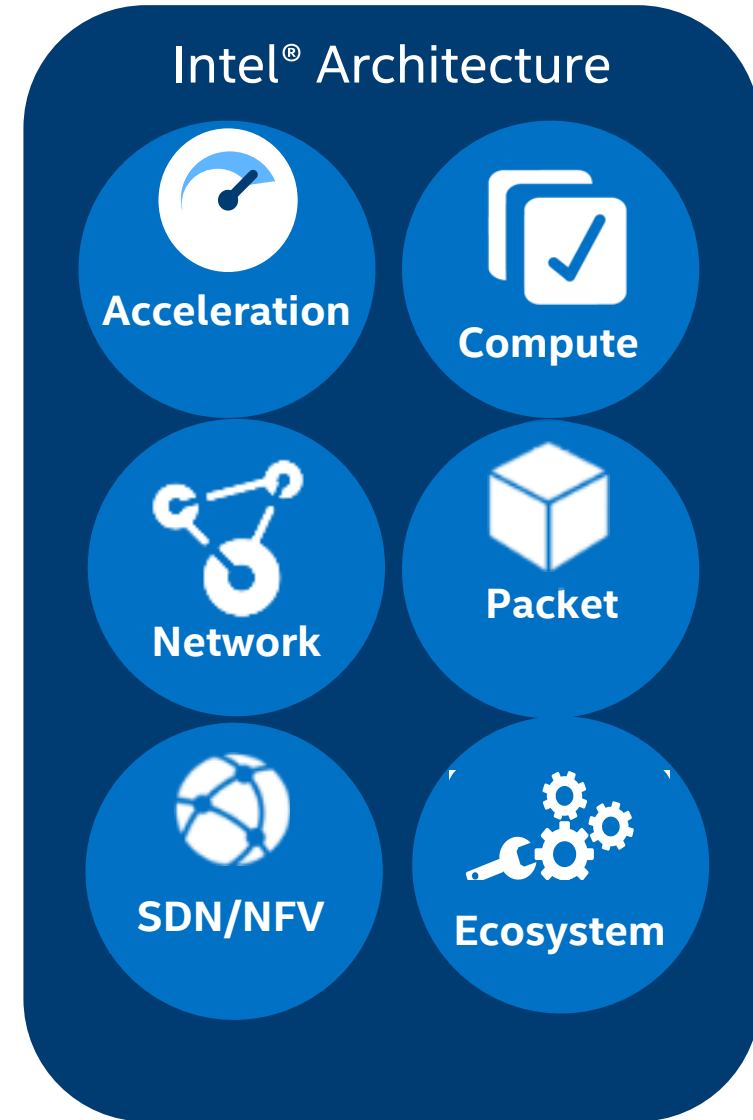 Intel® Architecture
Acceleration
Compute
Network
Packet
SDN/NFV
Ecosystem